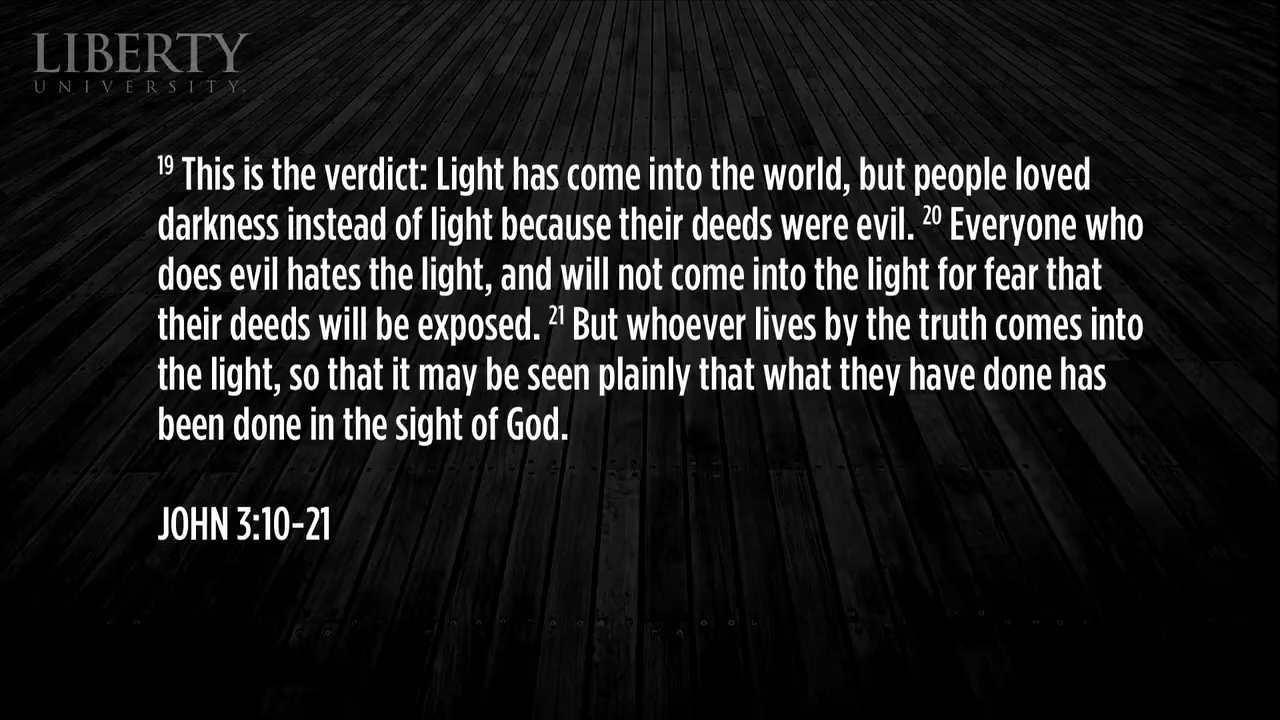 LIBERTY
UNIVERSITY.
19 This is the verdict: Light has come into the world, but people loved
darkness instead of light because their deeds were evil. 20 Everyone who
does evil hates the light, and will not come into the light for fear that
their deeds will be exposed. 21 But whoever lives by the truth comes into
the light, so that it may be seen plainly that what they have done has
been done in the sight of God.
JOHN 3:10-21